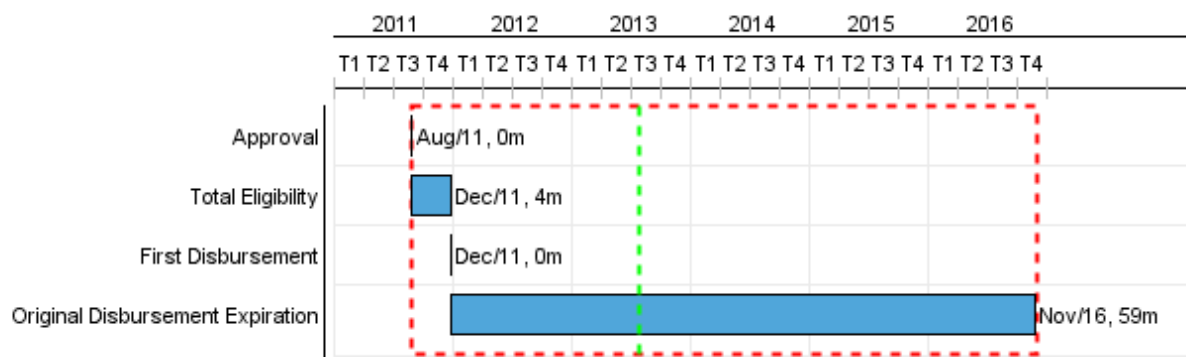 2011 2012 2013 2014 2015 2016
T1 T2 T3 T4 T1 T2 T3 T4 T1 T2 T3 T4 T1 T2 T3 T4 T1 T2 T3 T4 T1 T2 T3 T4
Approval Aug/11, 0m
Total Eligibility Dec/11, 4m
First Disbursement Dec/11, 0m
Original Disbursement Expiration Nov/16, 59m